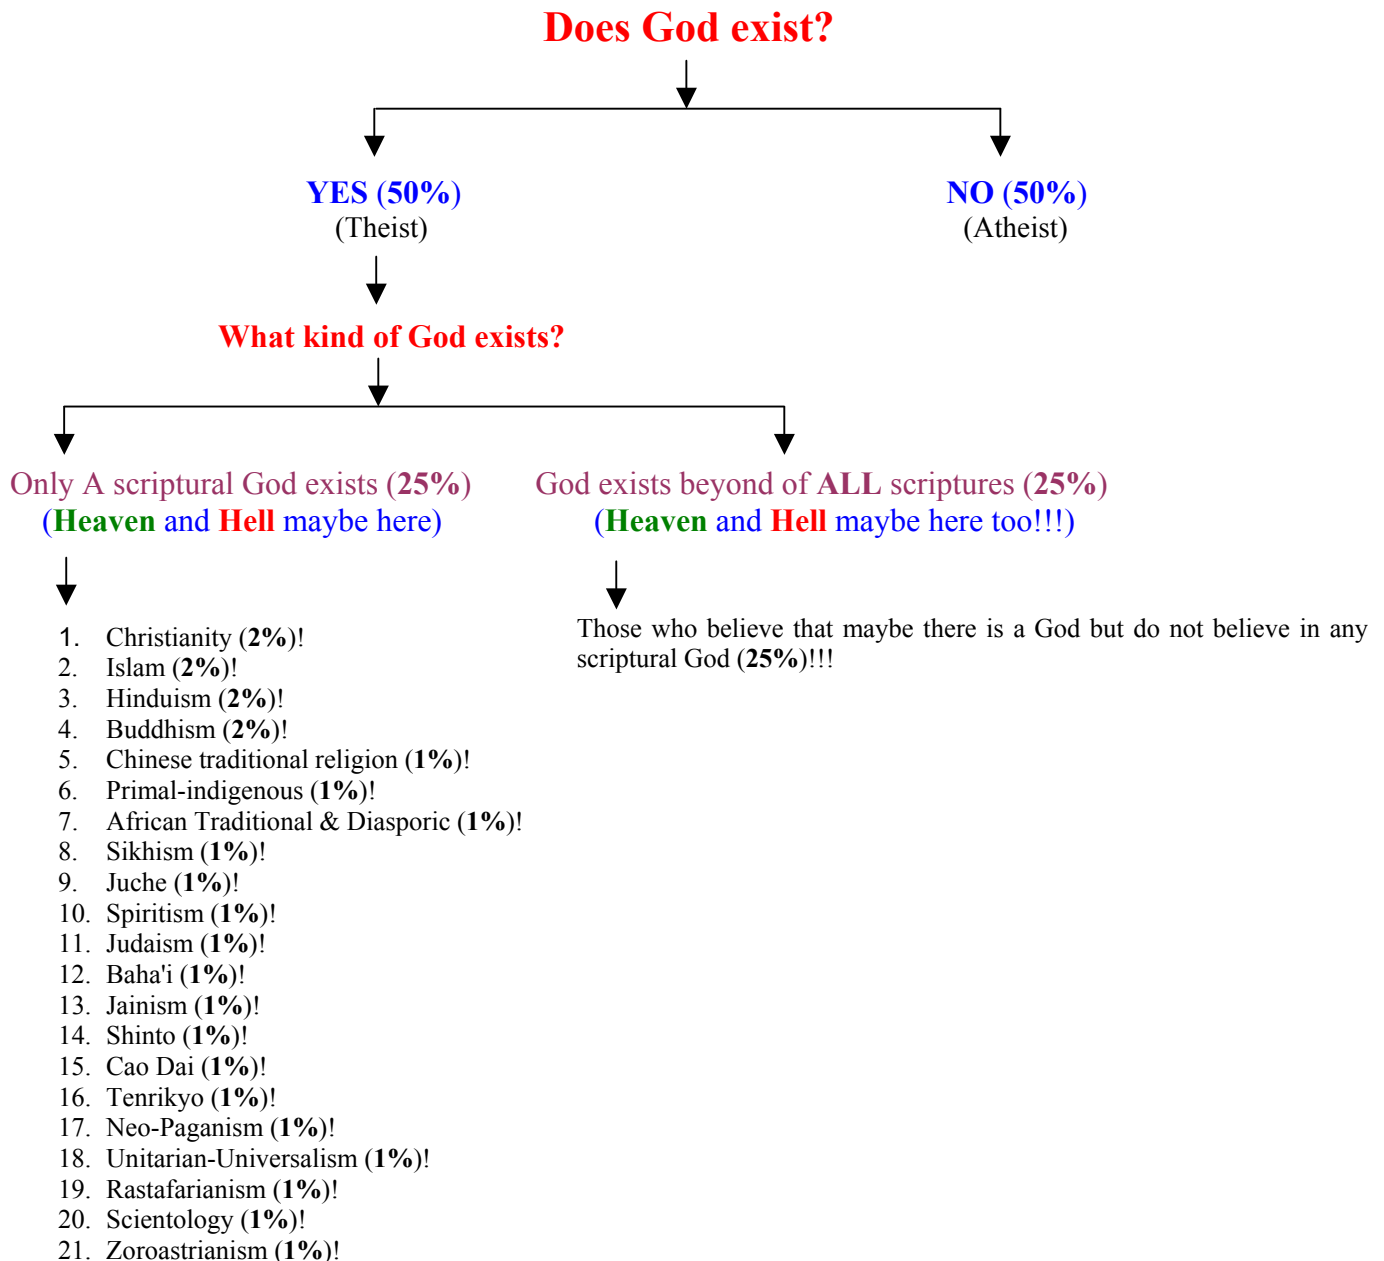 Does God exist?
YES (50%)
NO (50%)
(Theist)
(Atheist)
What kind of God exists?
Only A scriptural God exists (25%)
(Heaven and Hell maybe here)
God exists beyond of ALL scriptures (25%)
(Heaven and Hell maybe here too!!!)
1. Christianity (2%)!
2. Islam (2%)!
3. Hinduism (2%)!
4. Buddhism (2%)!
5. Chinese traditional religion (1%)!
6. Primal-indigenous (1%)!
7. African Traditional & Diasporic (1%)!
8. Sikhism (1%)!
9. Juche (1%)!
10. Spiritism (1%)!
11. Judaism (1%)!
12. Baha'i (1%)!
13. Jainism (1%)!
14. Shinto (1%)!
15. Cao Dai (1%)!
16. Tenrikyo (1%)!
17. Neo-Paganism (1%)!
18. Unitarian-Universalism (1%)!
19. Rastafarianism (1%)!
20. Scientology (1%)!
21. Zoroastrianism (1%)!
Those who believe that maybe there is a God but do not believe in any
scriptural God (25%)!!!